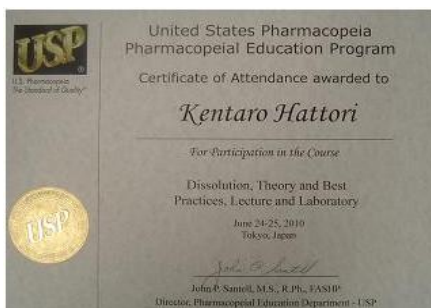 USP
U.S. Pharmacopeia
The Standard of Quality
United States Pharmacopeia
Pharmacopeial Education Program
Certificate of Attendance awarded to
Kentaro Hattori
For Participation in the Course
Dissolution, Theory and Best
Practices, Lecture and Laboratory
June 24-25, 2010
Tokyo, Japan
USP
John P. Santell
John P. Santell, M.S., R.Ph., FASHP
Director, Pharmacopeial Education Department - USP